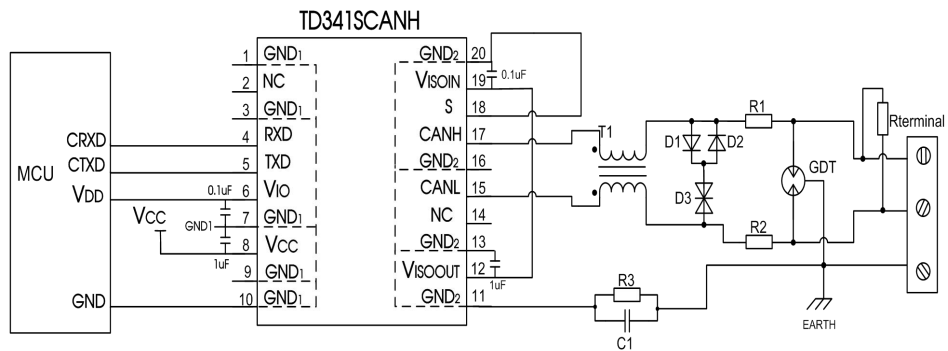 TD341SCANH
MCU
CRXD
CTXD
VDD
GND
VCC
0.1uF
GND1
1uF
1 GND1
2 NC
3 GND1
4 RXD
5 TXD
6 VIO
7 GND1
8 VCC
9 GND1
10 GND1
GND2 20
VISOIN 19
S 18
CANH 17
GND2 16
CANL 15
NC 14
GND2 13
VISOOUT 12
GND2 11
0.1uF
1uF
T1
D1
D2
D3
R1
R2
GDT
Rterminal
R3
C1
EARTH